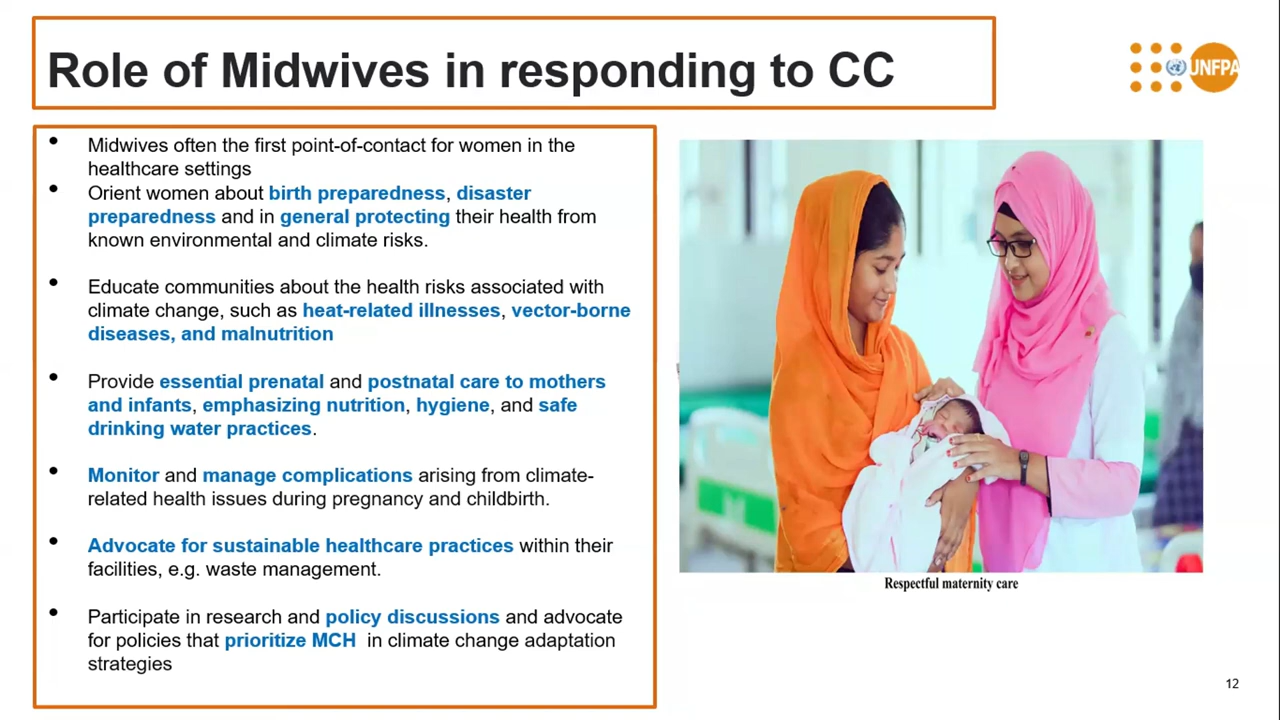 Role of Midwives in responding to CC
UNFPA
• Midwives often the first point-of-contact for women in the
healthcare settings
• Orient women about birth preparedness, disaster
preparedness and in general protecting their health from
known environmental and climate risks.
• Educate communities about the health risks associated with
climate change, such as heat-related illnesses, vector-borne
diseases, and malnutrition
• Provide essential prenatal and postnatal care to mothers
and infants, emphasizing nutrition, hygiene, and safe
drinking water practices.
• Monitor and manage complications arising from climate-
related health issues during pregnancy and childbirth.
• Advocate for sustainable healthcare practices within their
facilities, e.g. waste management.
• Participate in research and policy discussions and advocate
for policies that prioritize MCH in climate change adaptation
strategies
Respectful maternity care
12